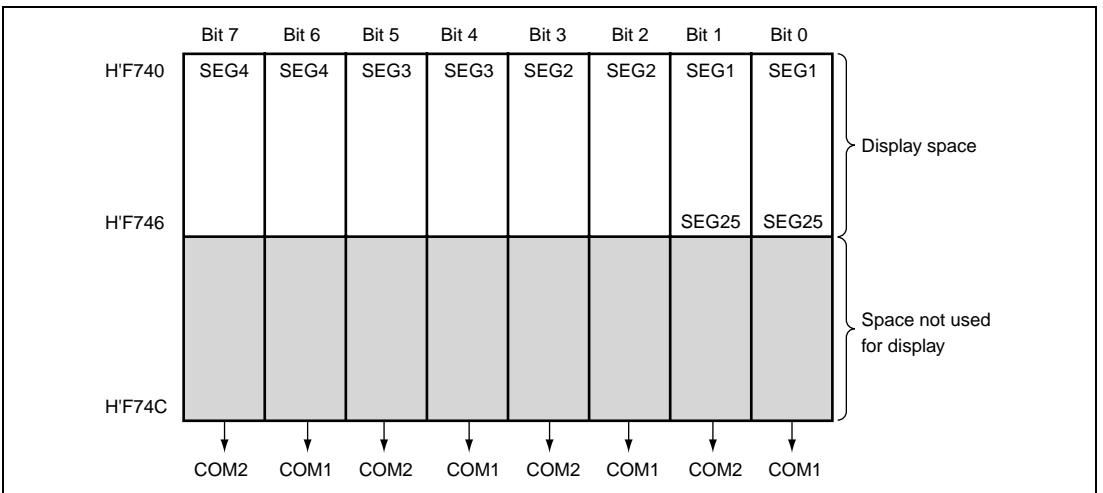 Bit 7 Bit 6 Bit 5 Bit 4 Bit 3 Bit 2 Bit 1 Bit 0
H'F740 SEG4 SEG4 SEG3 SEG3 SEG2 SEG2 SEG1 SEG1
Display space
H'F746 SEG25 SEG25
Space not used
for display
H'F74C
COM2 COM1 COM2 COM1 COM2 COM1 COM2 COM1